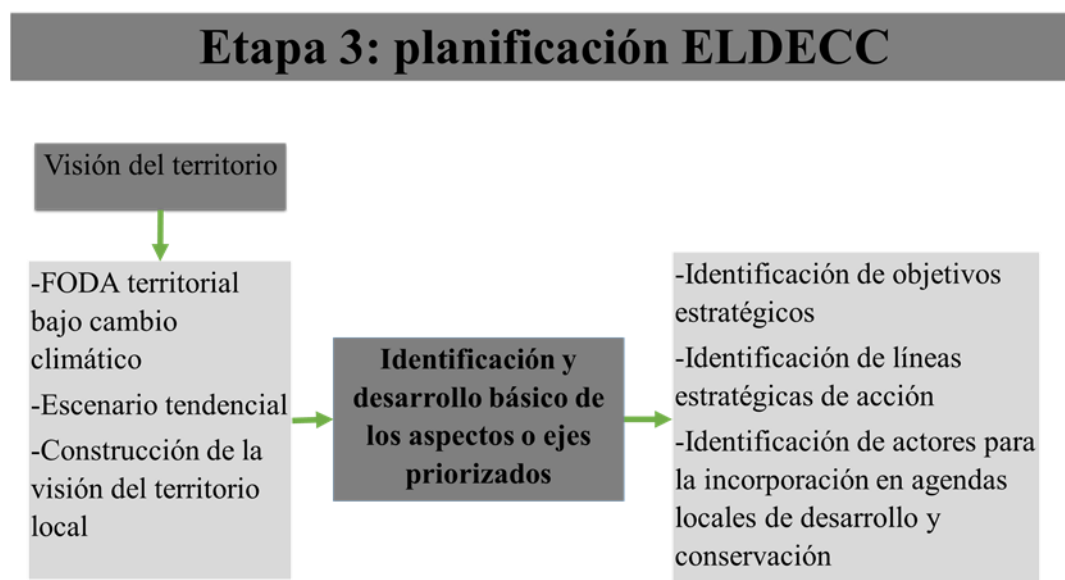 Etapa 3: planificación ELDECC
Visión del territorio
-FODA territorial
bajo cambio
climático
-Escenario tendencial
-Construcción de la
visión del territorio
local
Identificación y
desarrollo básico de
los aspectos o ejes
priorizados
-Identificación de objetivos
estratégicos
-Identificación de líneas
estratégicas de acción
-Identificación de actores para
la incorporación en agendas
locales de desarrollo y
conservación